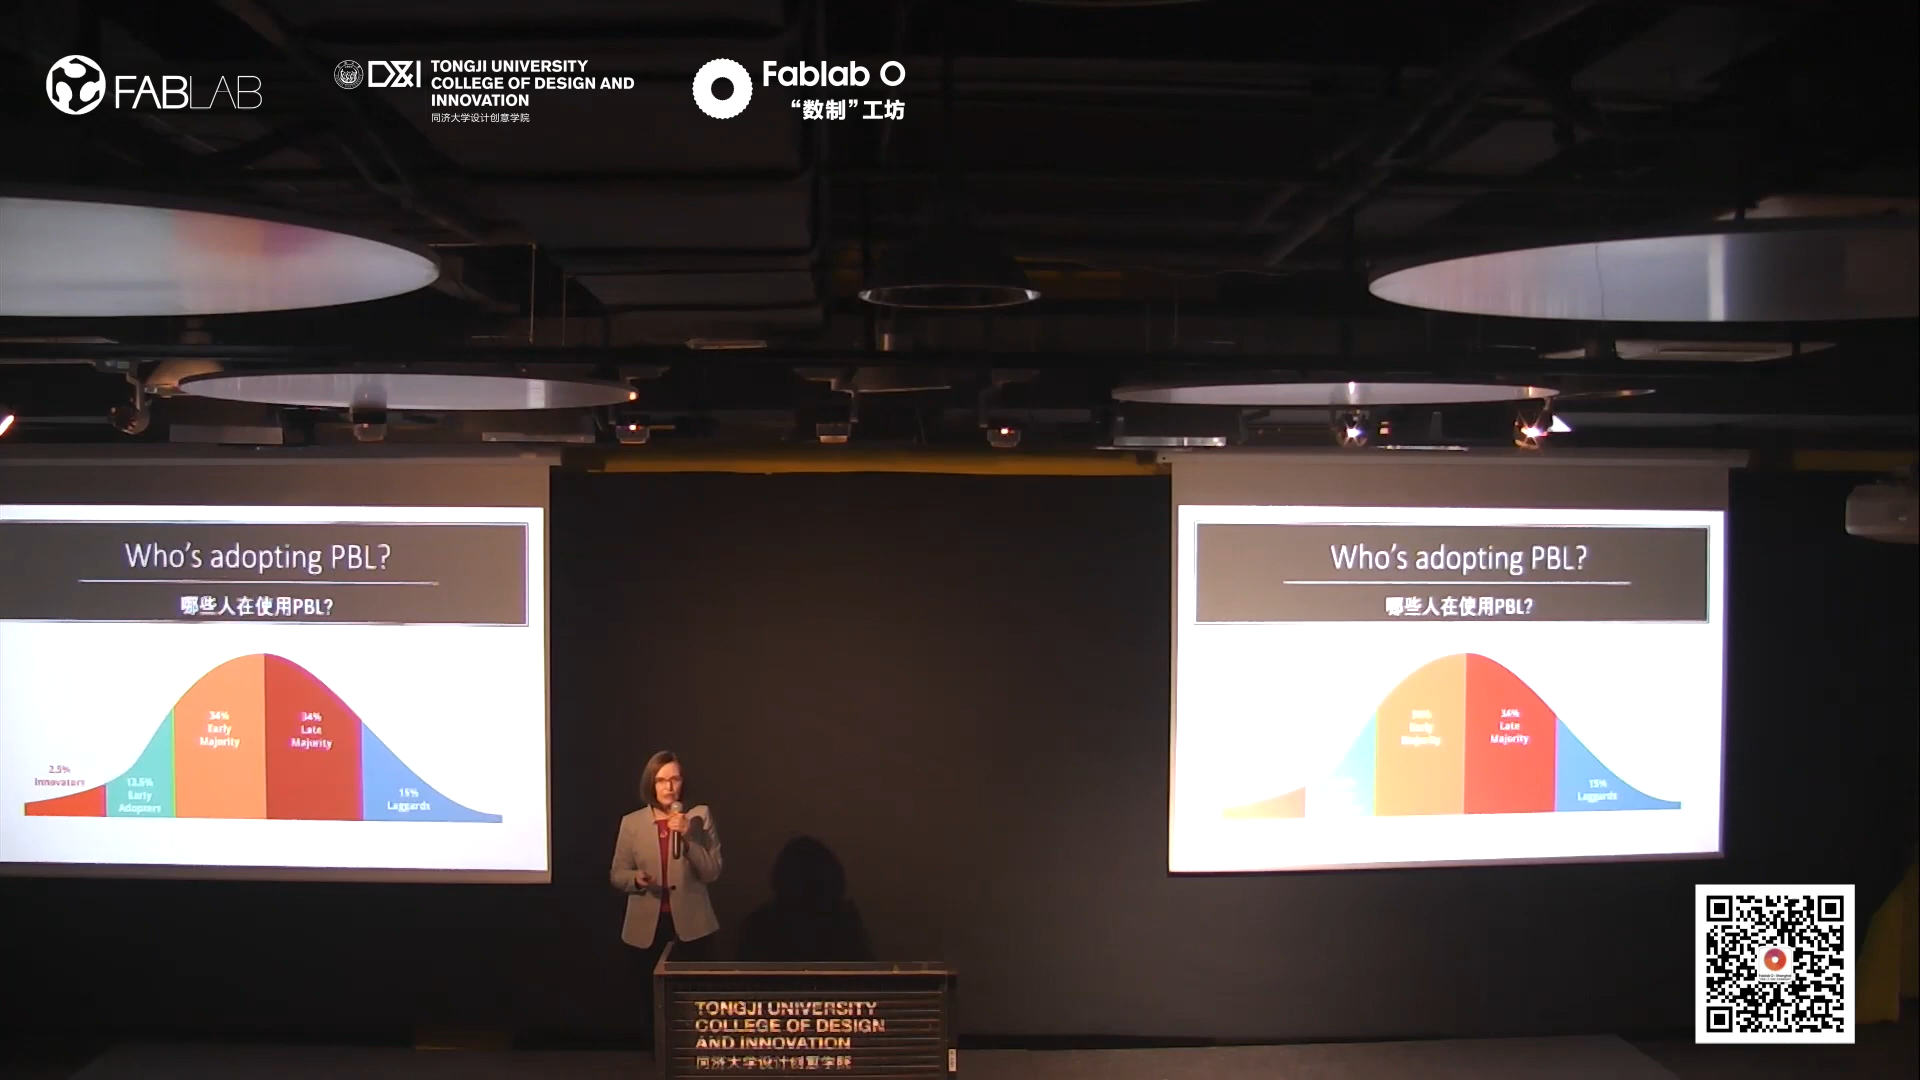 FABLAB
D&I
TONGJI UNIVERSITY
COLLEGE OF DESIGN AND
INNOVATION
同济大学设计创意学院
Fablab O
“数制”工坊
Who's adopting PBL?
哪些人在使用PBL?
2.5%
Innovators
13.5%
Early
Adopters
34%
Early
Majority
34%
Late
Majority
15%
Laggards
Who's adopting PBL?
哪些人在使用PBL?
34%
Early
Majority
34%
Late
Majority
15%
Laggards
TONGJI UNIVERSITY
COLLEGE OF DESIGN
AND INNOVATION
同济大学设计创意学院